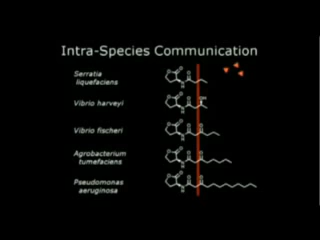 Intra-Species Communication
Serratia
liquefaciens
Vibrio harveyi
Vibrio fischeri
Agrobacterium
tumefaciens
Pseudomonas
aeruginosa